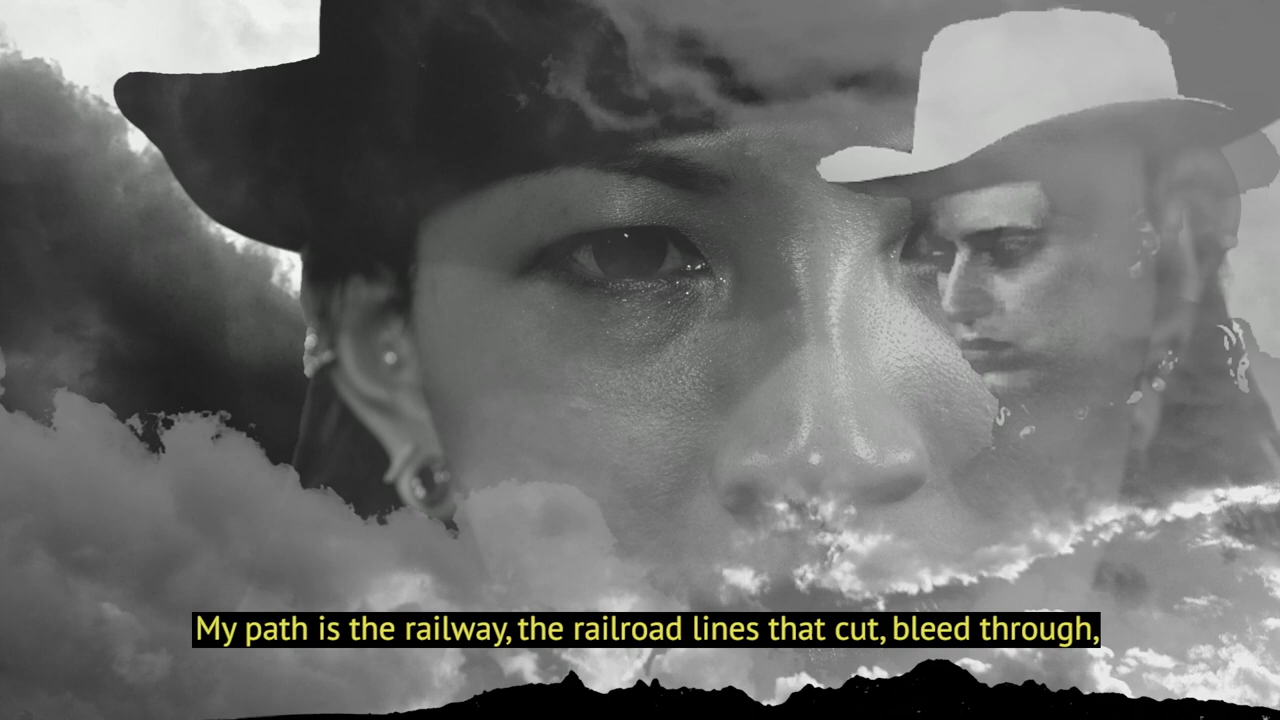 My path is the railway, the railroad lines that cut, bleed through,